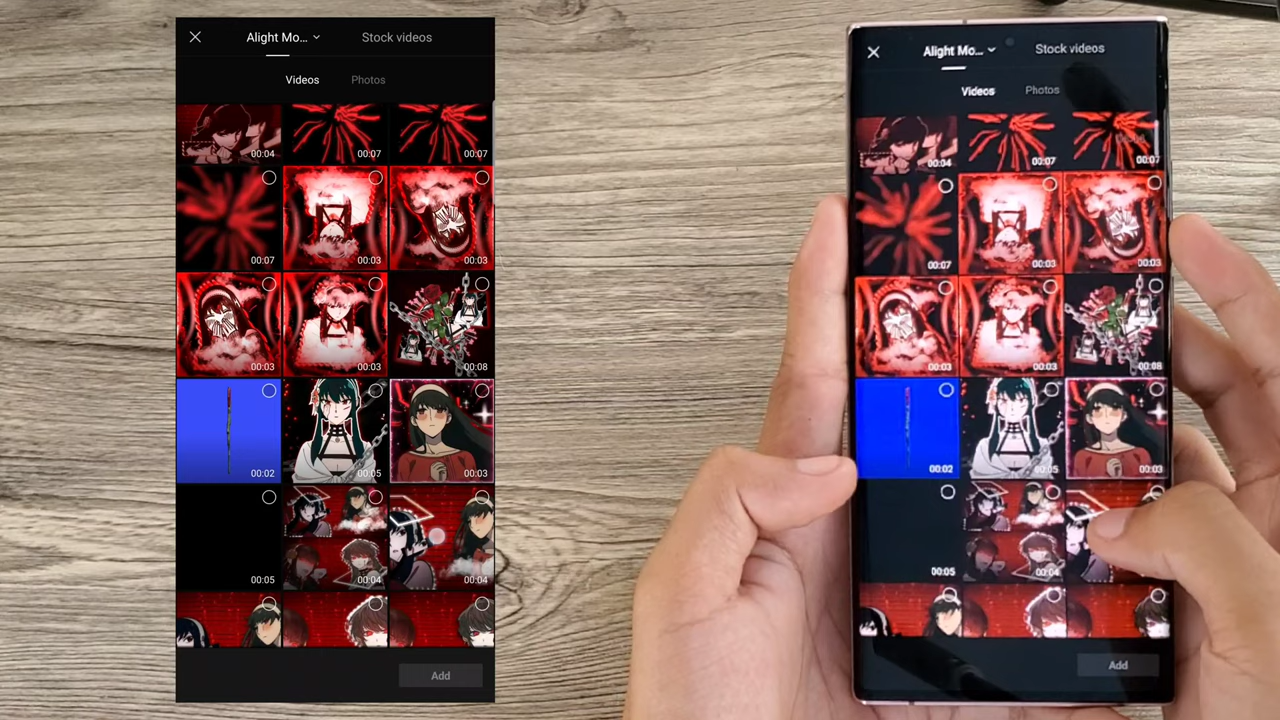 Alight Mo... Stock videos
Videos Photos
00:04 00:07 00:07
00:07 00:03 00:03
00:03 00:03 00:08
00:02 00:05 00:03
00:05 00:04 00:04
Add
Alight Mo... Stock videos
Videos Photos
00:04 00:07 00:07
00:07 00:03 00:03
00:03 00:03 00:08
00:02 00:05 00:03
00:05 00:04
Add